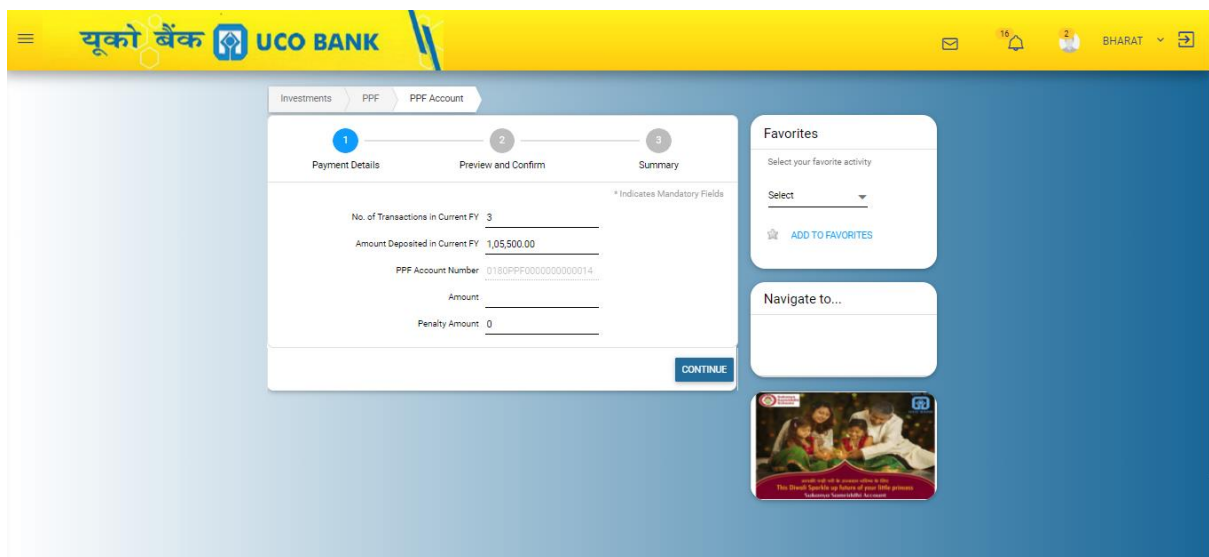 यूको बैंक UCO BANK
16
2
BHARAT
Investments PPF PPF Account
1 2 3
Payment Details Preview and Confirm Summary
* Indicates Mandatory Fields
No. of Transactions in Current FY 3
Amount Deposited in Current FY 1,05,500.00
PPF Account Number 0180PPF0000000000014
Amount
Penalty Amount 0
CONTINUE
Favorites
Select your favorite activity
Select
ADD TO FAVORITES
Navigate to...
UCO BANK
This Diwali Sparkle up future of your little princess
Sukanya Samriddhi Account